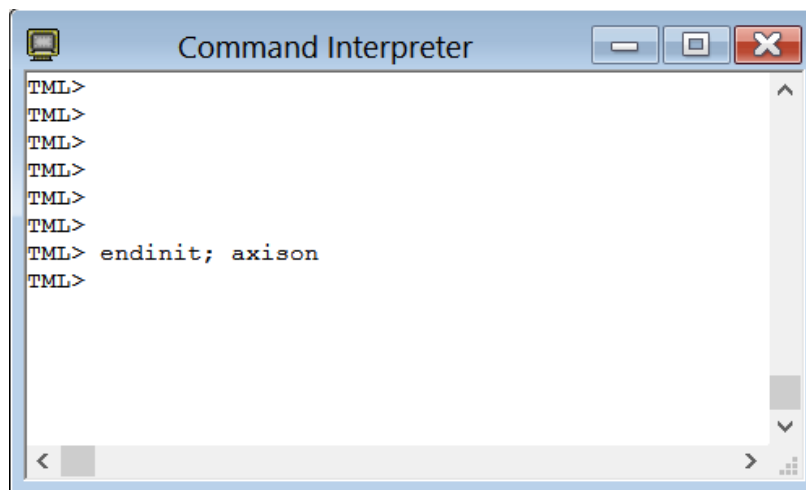 Command Interpreter
TML>
TML>
TML>
TML>
TML>
TML>
TML> endinit; axison
TML>